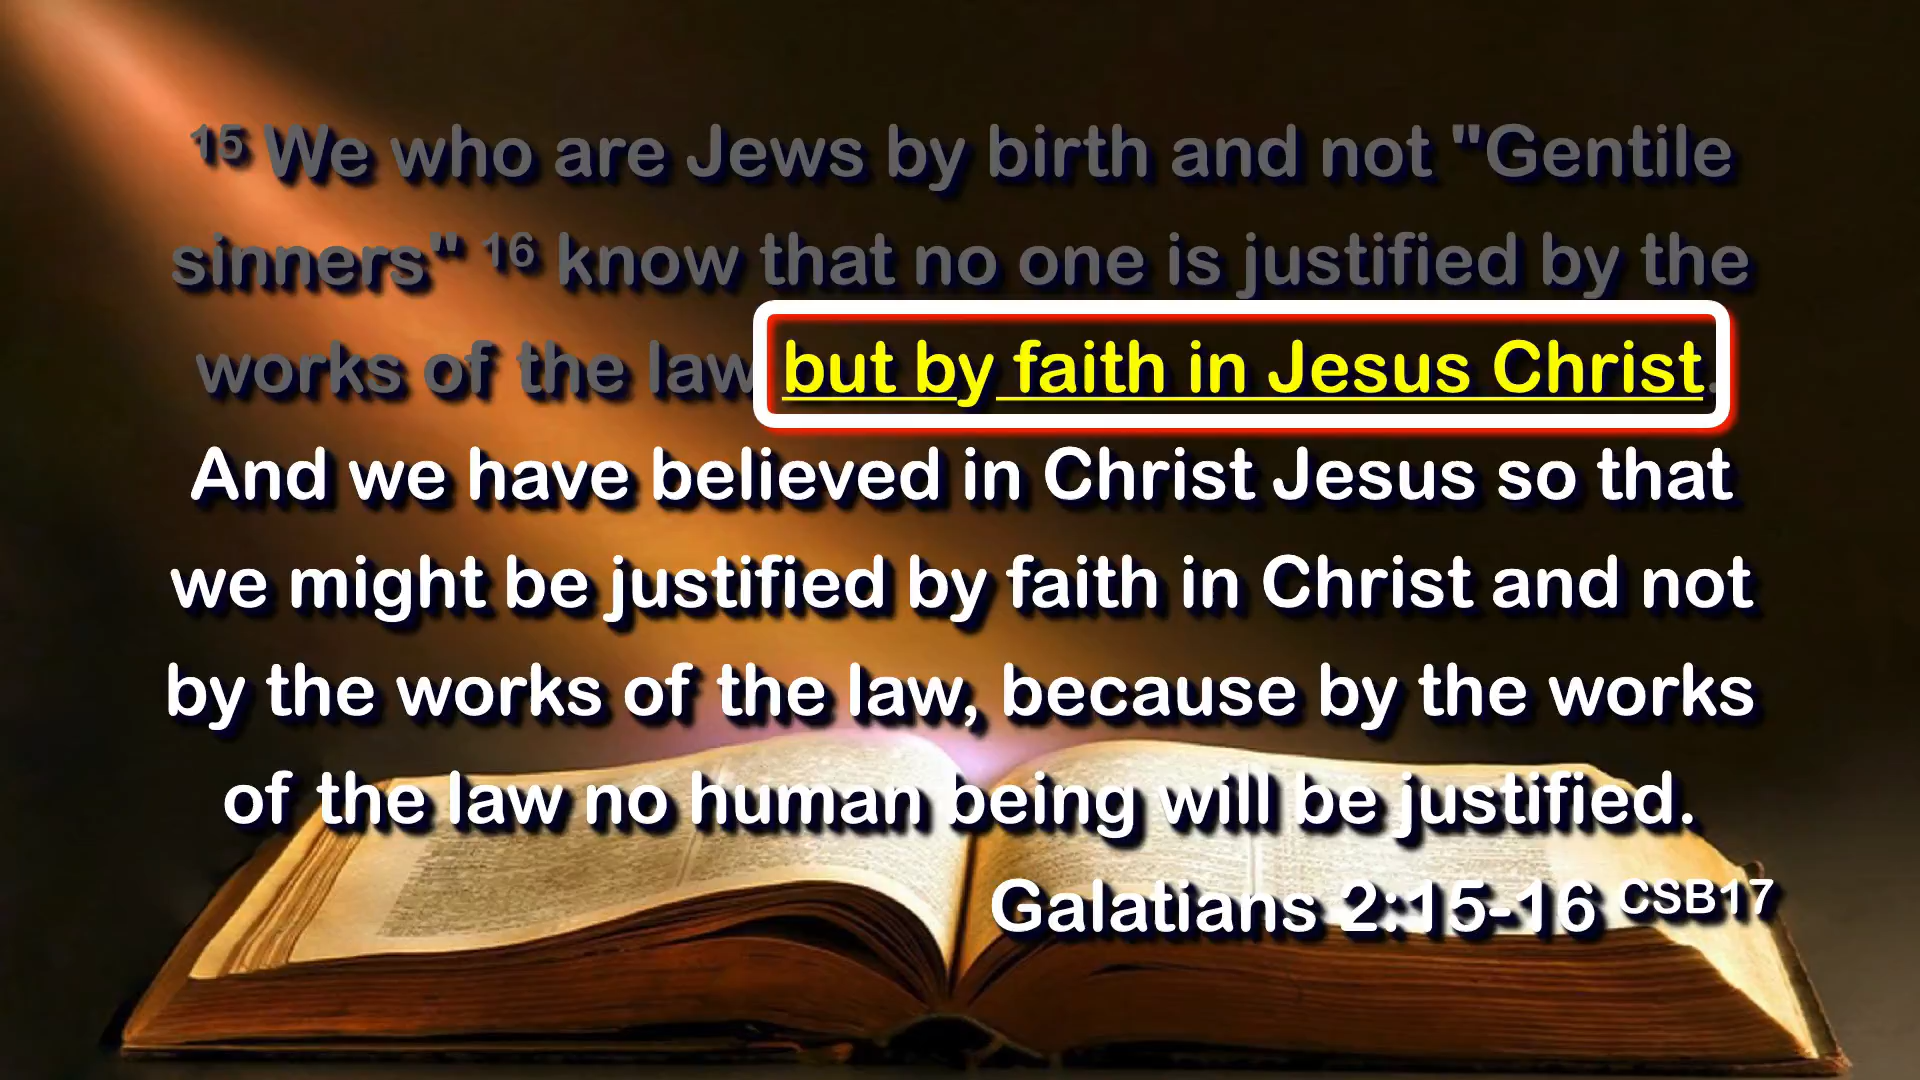 15 We who are Jews by birth and not "Gentile
sinners" 16 know that no one is justified by the
works of the law but by faith in Jesus Christ.
And we have believed in Christ Jesus so that
we might be justified by faith in Christ and not
by the works of the law, because by the works
of the law no human being will be justified.
Galatians 2:15-16 CSB17